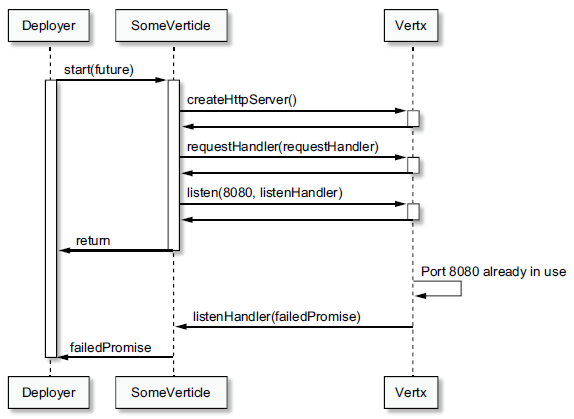 Deployer
SomeVerticle
Vertx
start(future)
createHttpServer()
requestHandler(requestHandler)
listen(8080, listenHandler)
return
Port 8080 already in use
listenHandler(failedPromise)
failedPromise
Deployer
SomeVerticle
Vertx